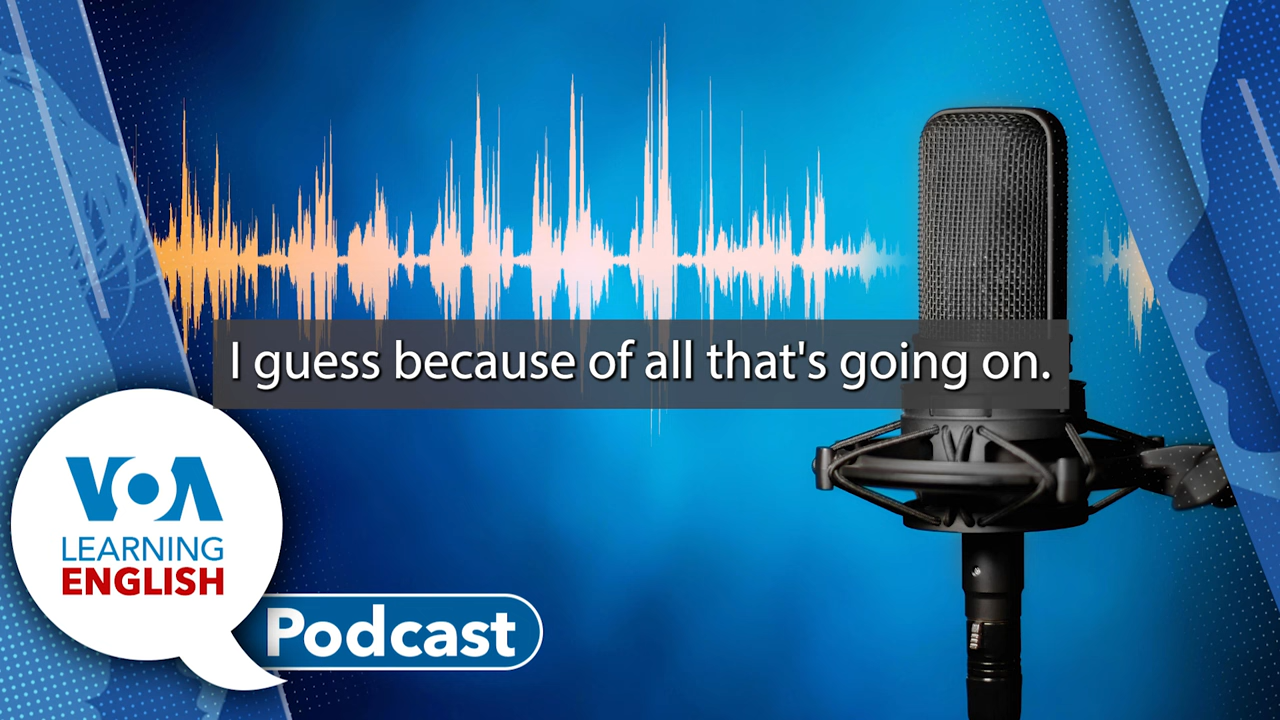 I guess because of all that's going on.
VOA
LEARNING
ENGLISH
Podcast